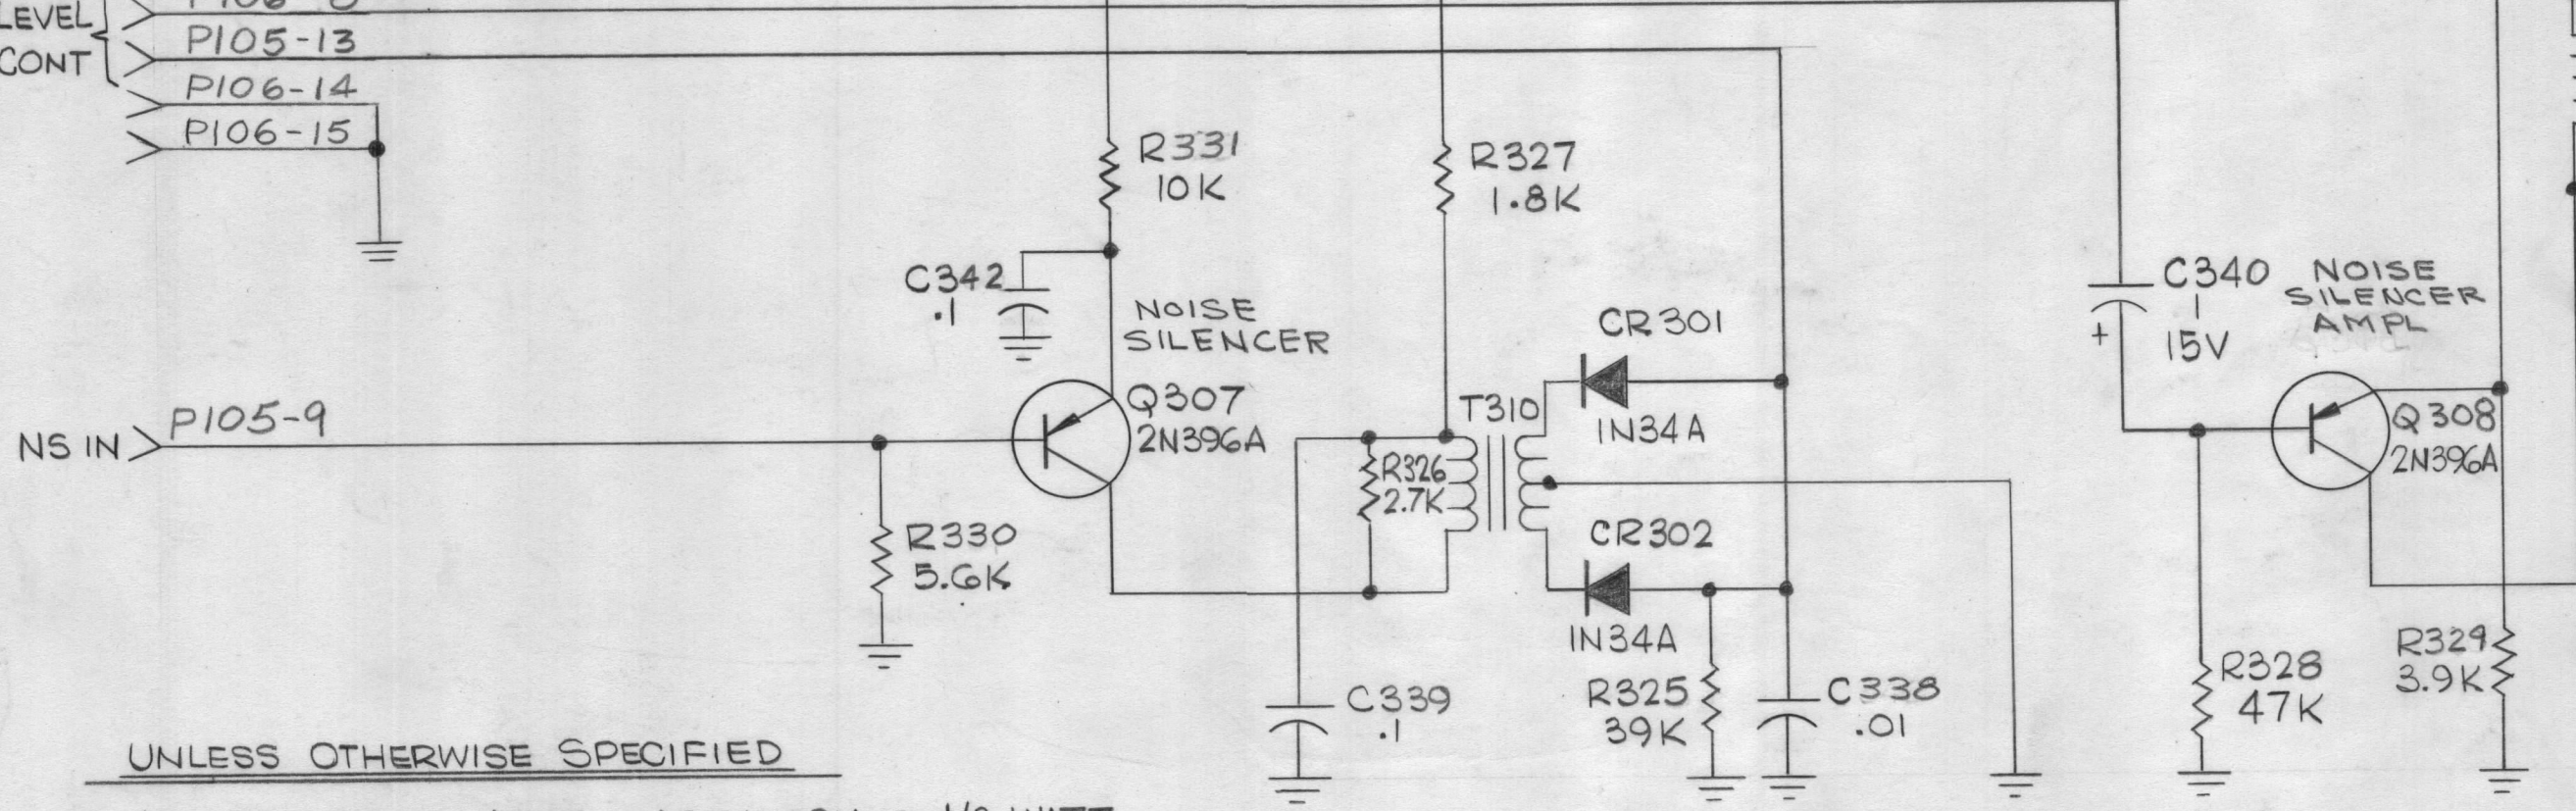 LEVEL
CONT
P105-13
P106-14
P106-15
R331
10K
R327
1.8K
C342
.1
NOISE
SILENCER
Q307
2N396A
NS IN
P105-9
R330
5.6K
T310
R326
2.7K
CR301
1N34A
CR302
1N34A
C339
.1
R325
39K
C338
.01
C340
1
15V
+
NOISE
SILENCER
AMPL
Q308
2N396A
R328
47K
R329
3.9K
UNLESS OTHERWISE SPECIFIED